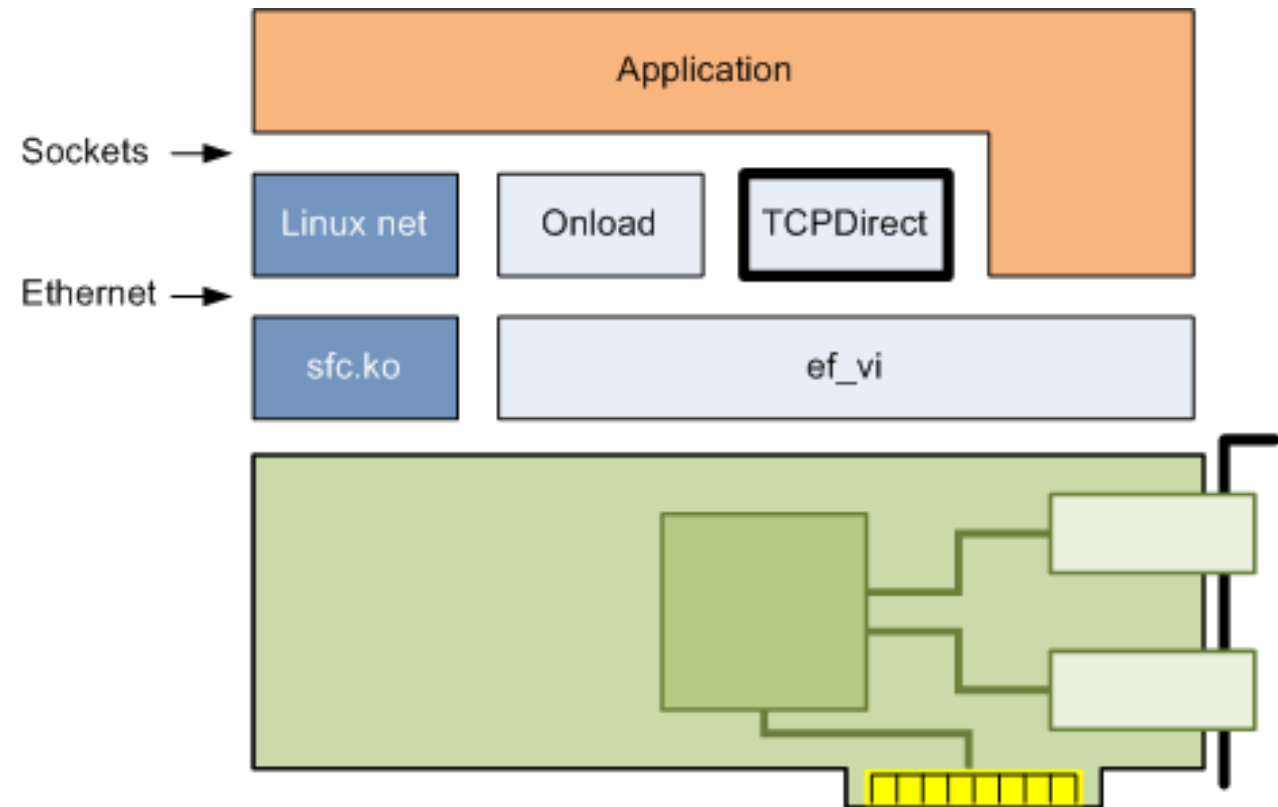 Application
Sockets
Linux net
Onload
TCPDirect
Ethernet
sfc.ko
ef_vi